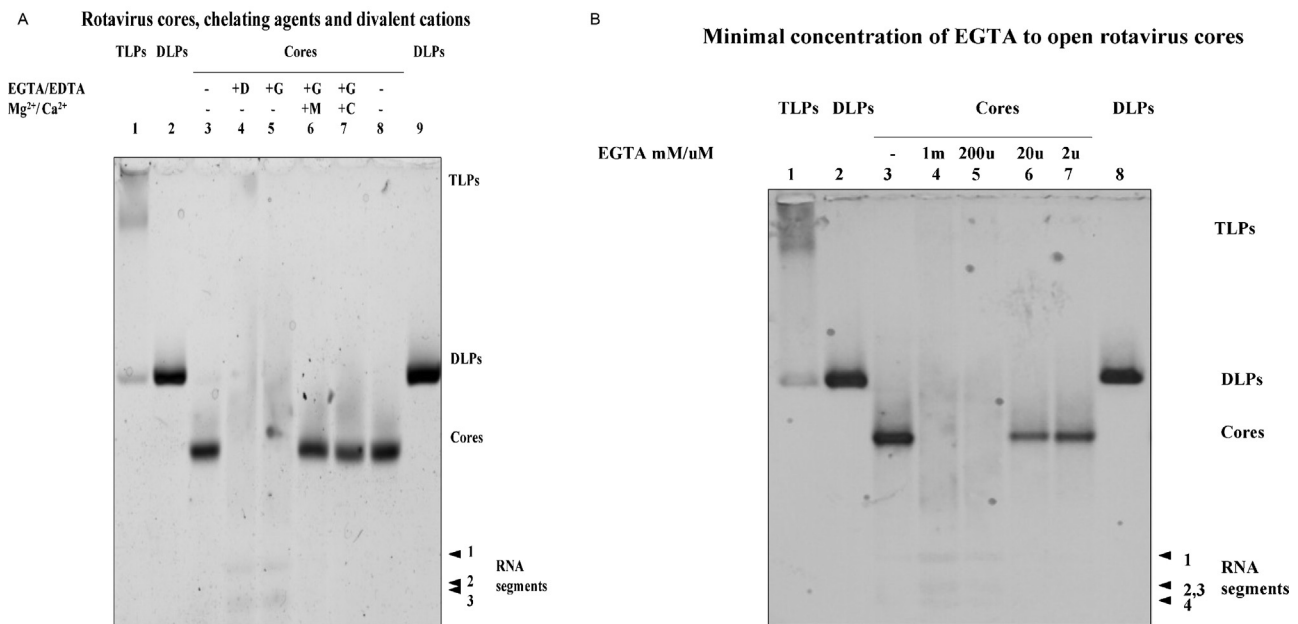 A
Rotavirus cores, chelating agents and divalent cations
TLPs DLPs Cores DLPs
EGTA/EDTA - +D +G +G +G -
Mg²⁺/Ca²⁺ - - - +M +C -
1 2 3 4 5 6 7 8 9
TLPs
DLPs
Cores
1
RNA
2
segments
3
B
Minimal concentration of EGTA to open rotavirus cores
TLPs DLPs Cores DLPs
EGTA mM/uM - 1m 200u 20u 2u
1 2 3 4 5 6 7 8
TLPs
DLPs
Cores
1 RNA
2,3 segments
4